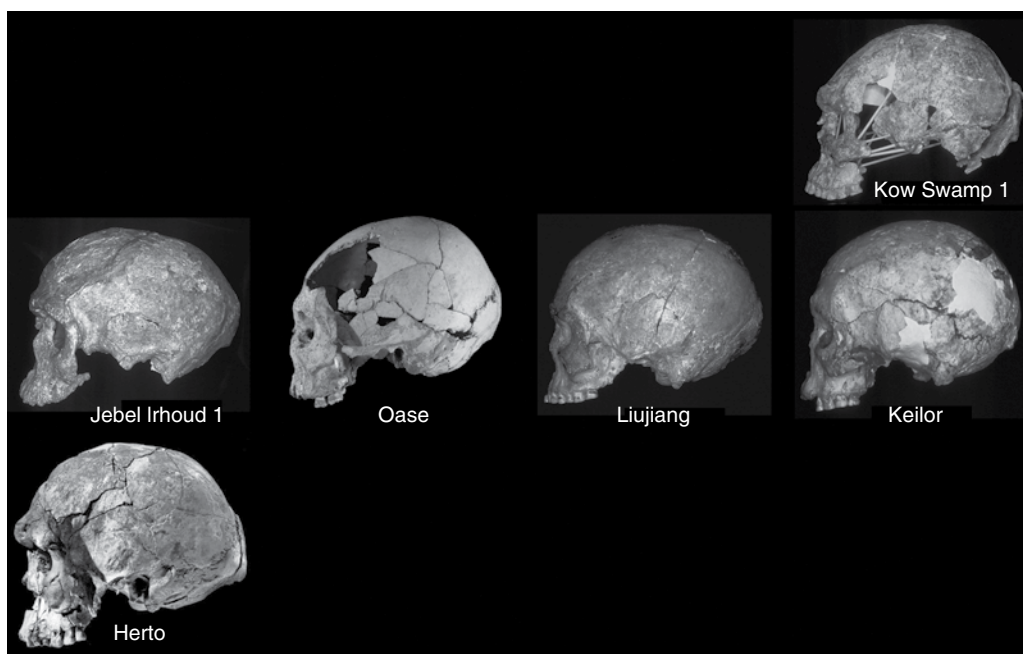 Kow Swamp 1
Jebel Irhoud 1
Oase
Liujiang
Keilor
Herto